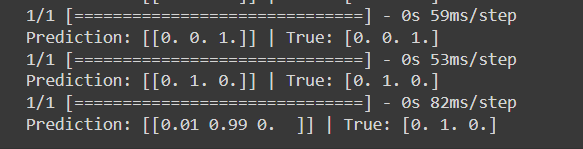 1/1 [==============================] - 0s 59ms/step
Prediction: [[0. 0. 1.]] | True: [0. 0. 1.]
1/1 [==============================] - 0s 53ms/step
Prediction: [[0. 1. 0.]] | True: [0. 1. 0.]
1/1 [==============================] - 0s 82ms/step
Prediction: [[0.01 0.99 0.  ]] | True: [0. 1. 0.]